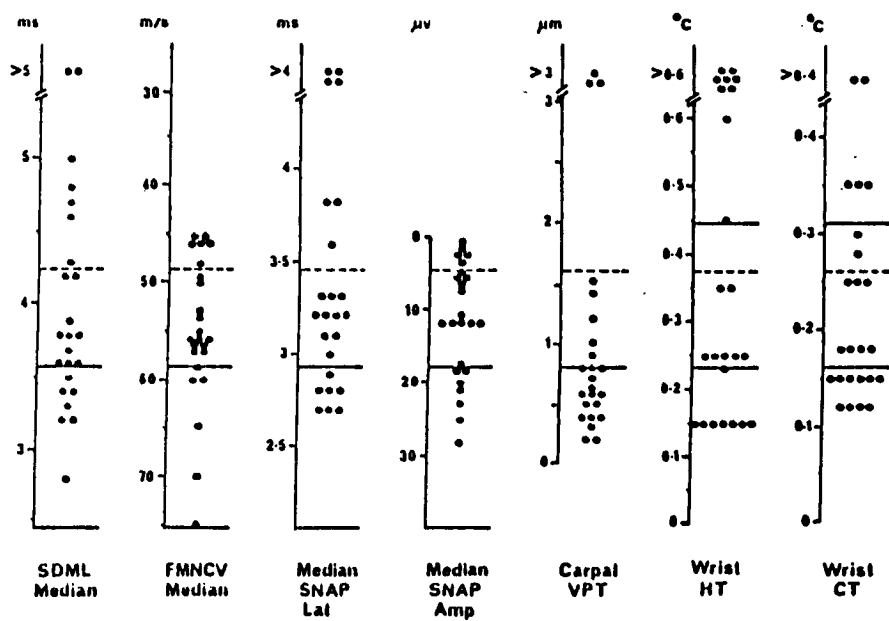 ms m/s ms μv μm °C °C
>5 >4 >3 >0·6 >0·4
30 3
0·6
5 4 0·4
40 0·5
2
0 0·3
50 3·5 0·4
4 10
0·3 0·2
1
60 3 20 0·2
3 2·5 0·1
70 30 0 0·1
0 0
SDML FMNCV Median Median Carpal Wrist Wrist
Median Median SNAP SNAP VPT HT CT
Lat Amp